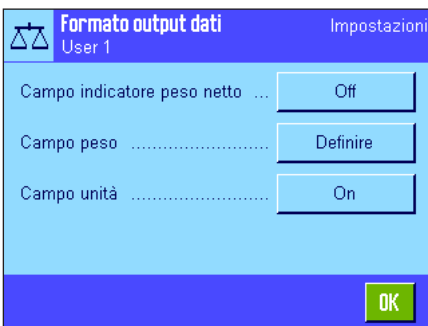 Formato output dati Impostazioni
User 1
Campo indicatore peso netto ... Off
Campo peso ......................... Definire
Campo unità ......................... On
OK